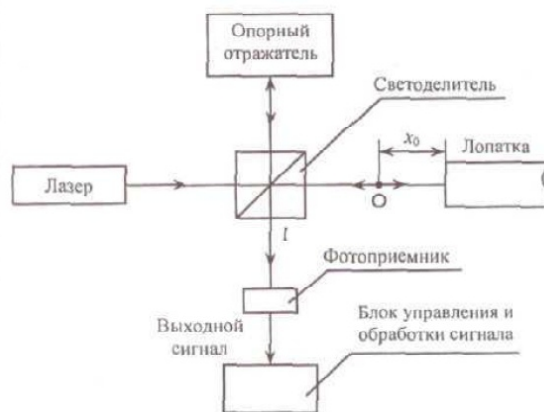 Опорный
отражатель
Светоделитель
x₀
Лопатка
Лазер
O
I
Фотоприемник
Выходной
сигнал
Блок управления и
обработки сигнала